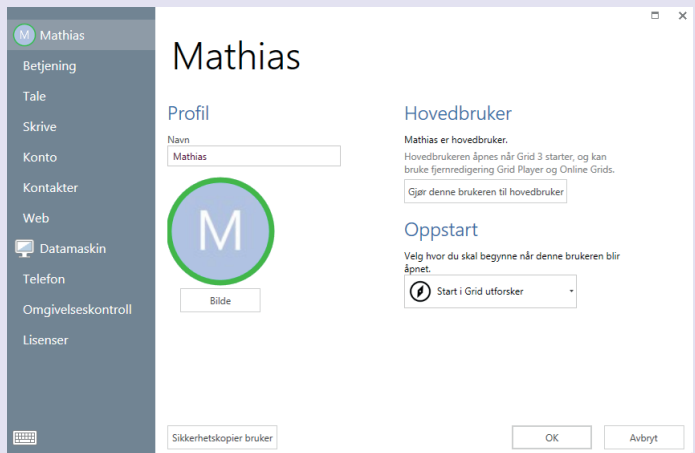 M Mathias
Betjening
Tale
Skrive
Konto
Kontakter
Web
Datamaskin
Telefon
Omgivelseskontroll
Lisenser
Mathias
Profil
Navn
Mathias
M
Bilde
Hovedbruker
Mathias er hovedbruker.
Hovedbrukeren åpnes når Grid 3 starter, og kan
bruke fjernredigering Grid Player og Online Grids.
Gjør denne brukeren til hovedbruker
Oppstart
Velg hvor du skal begynne når denne brukeren blir
åpnet.
Start i Grid utforsker
Sikkerhetskopier bruker
OK
Avbryt